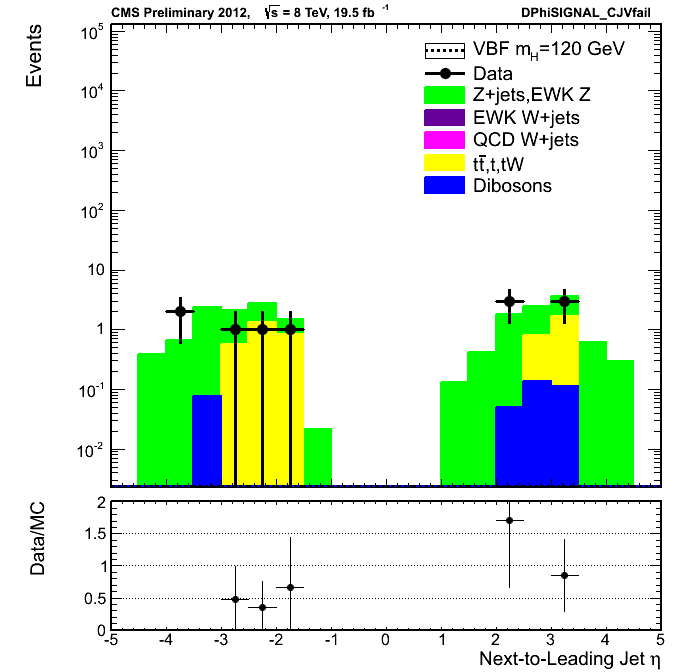 CMS Preliminary 2012, √s = 8 TeV, 19.5 fb⁻¹ DPhiSIGNAL_CJVfail
Events
10⁵
10⁴
10³
10²
10
1
10⁻¹
10⁻²
VBF m_H=120 GeV
Data
Z+jets,EWK Z
EWK W+jets
QCD W+jets
tt̄,t,tW
Dibosons
Data/MC
2
1.5
1
0.5
0
-5 -4 -3 -2 -1 0 1 2 3 4 5
Next-to-Leading Jet η